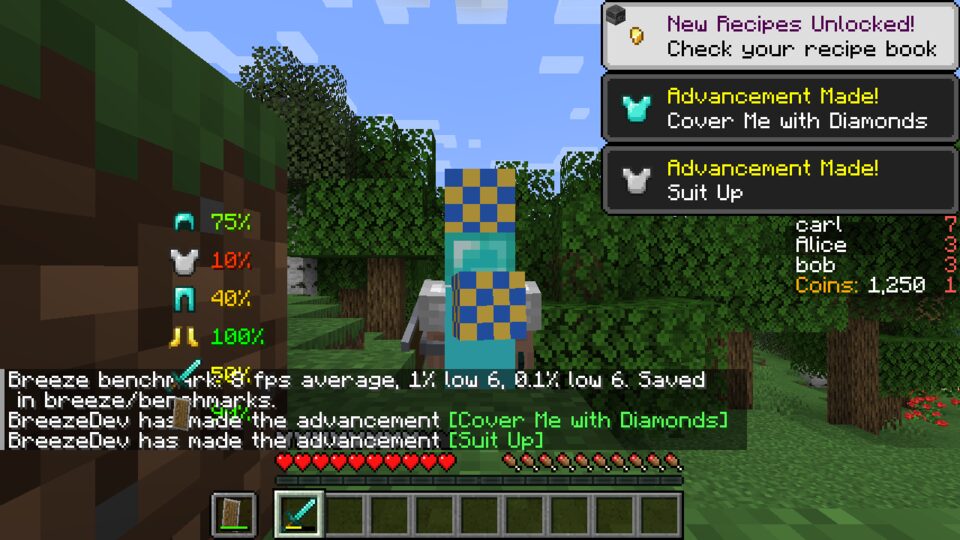 New Recipes Unlocked!
Check your recipe book
Advancement Made!
Cover Me with Diamonds
Advancement Made!
Suit Up
carl 7
Alice 3
bob 3
Coins: 1,250 1
75%
10%
40%
100%
50%
Breeze benchmark: 9 fps average, 1% low 6, 0.1% low 6. Saved
in breeze/benchmarks.
BreezeDev has made the advancement [Cover Me with Diamonds]
BreezeDev has made the advancement [Suit Up]